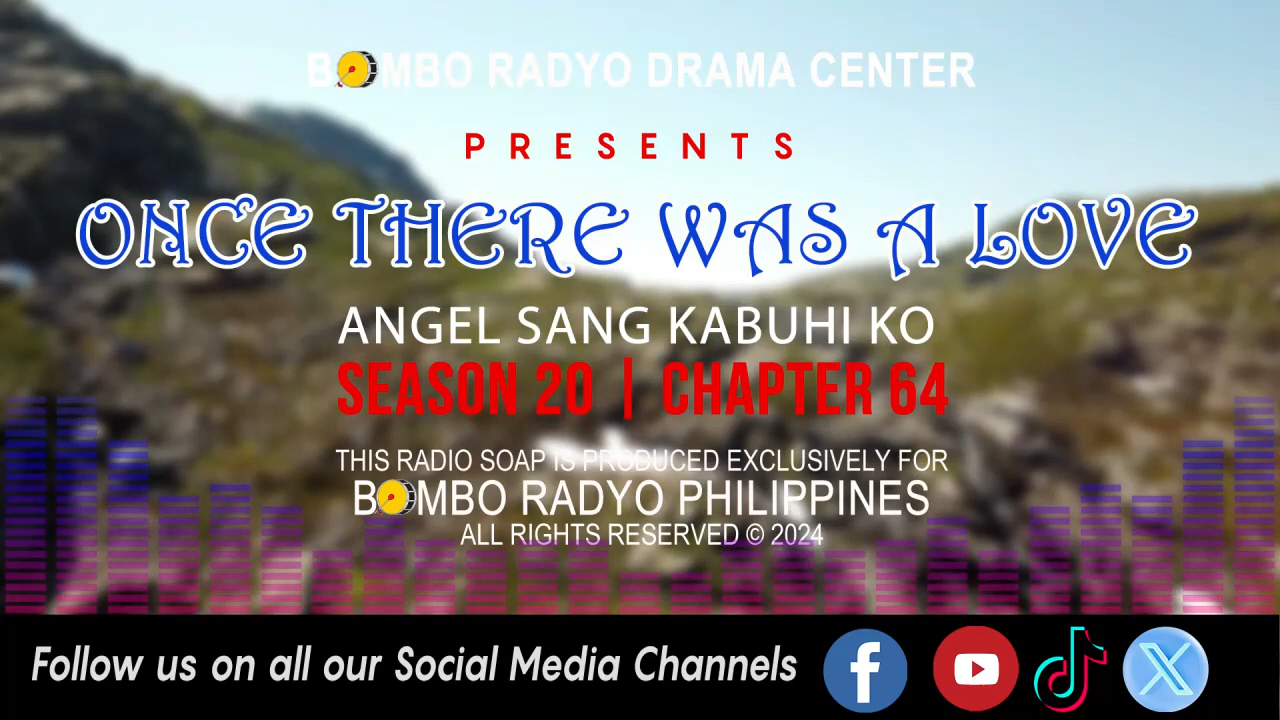 BOMBO RADYO DRAMA CENTER
PRESENTS
ONCE THERE WAS A LOVE
ANGEL SANG KABUHI KO
SEASON 20 | CHAPTER 64
THIS RADIO SOAP IS PRODUCED EXCLUSIVELY FOR
BOMBO RADYO PHILIPPINES
ALL RIGHTS RESERVED © 2024
Follow us on all our Social Media Channels